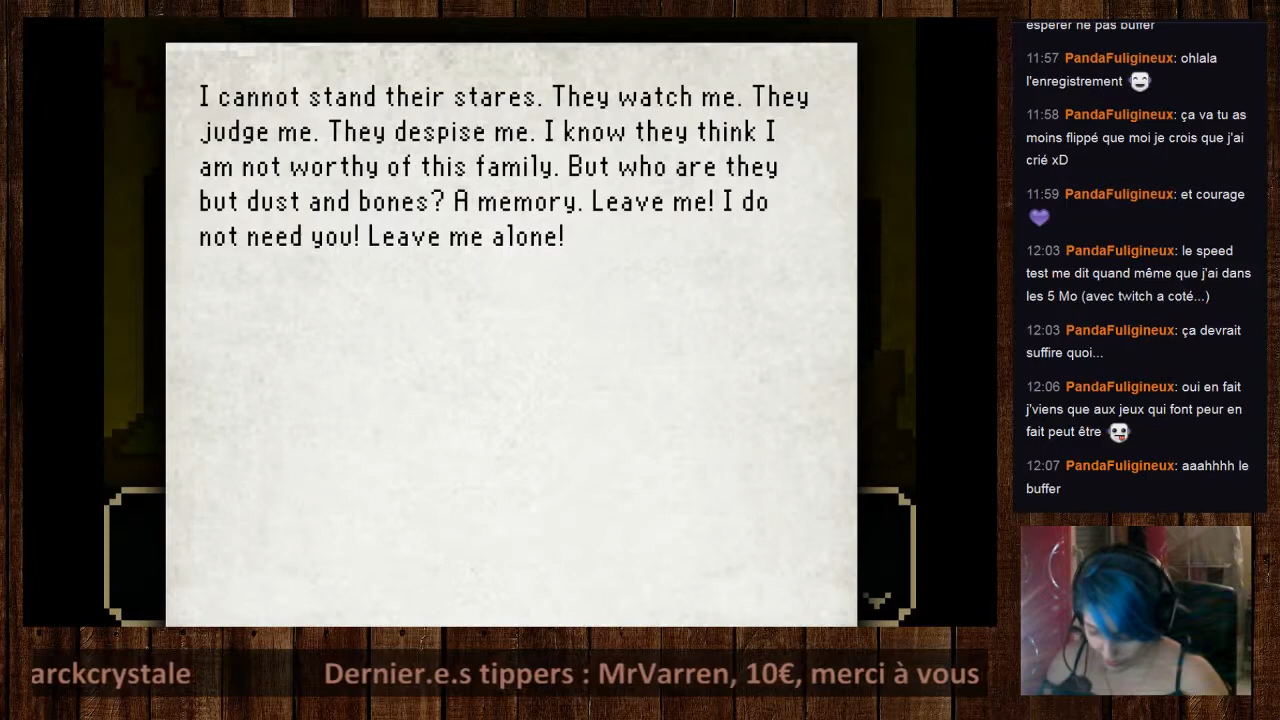 I cannot stand their stares. They watch me. They
judge me. They despise me. I know they think I
am not worthy of this family. But who are they
but dust and bones? A memory. Leave me! I do
not need you! Leave me alone!
espérer ne pas buffer
11:57 PandaFuligineux: ohlala
l'enregistrement
11:58 PandaFuligineux: ça va tu as
moins flippé que moi je crois que j'ai
crié xD
11:59 PandaFuligineux: et courage
12:03 PandaFuligineux: le speed
test me dit quand même que j'ai dans
les 5 Mo (avec twitch a coté...)
12:03 PandaFuligineux: ça devrait
suffire quoi...
12:06 PandaFuligineux: oui en fait
j'viens que aux jeux qui font peur en
fait peut être
12:07 PandaFuligineux: aaahhhh le
buffer
arckcrystale Dernier.e.s tippers : MrVarren, 10€, merci à vous